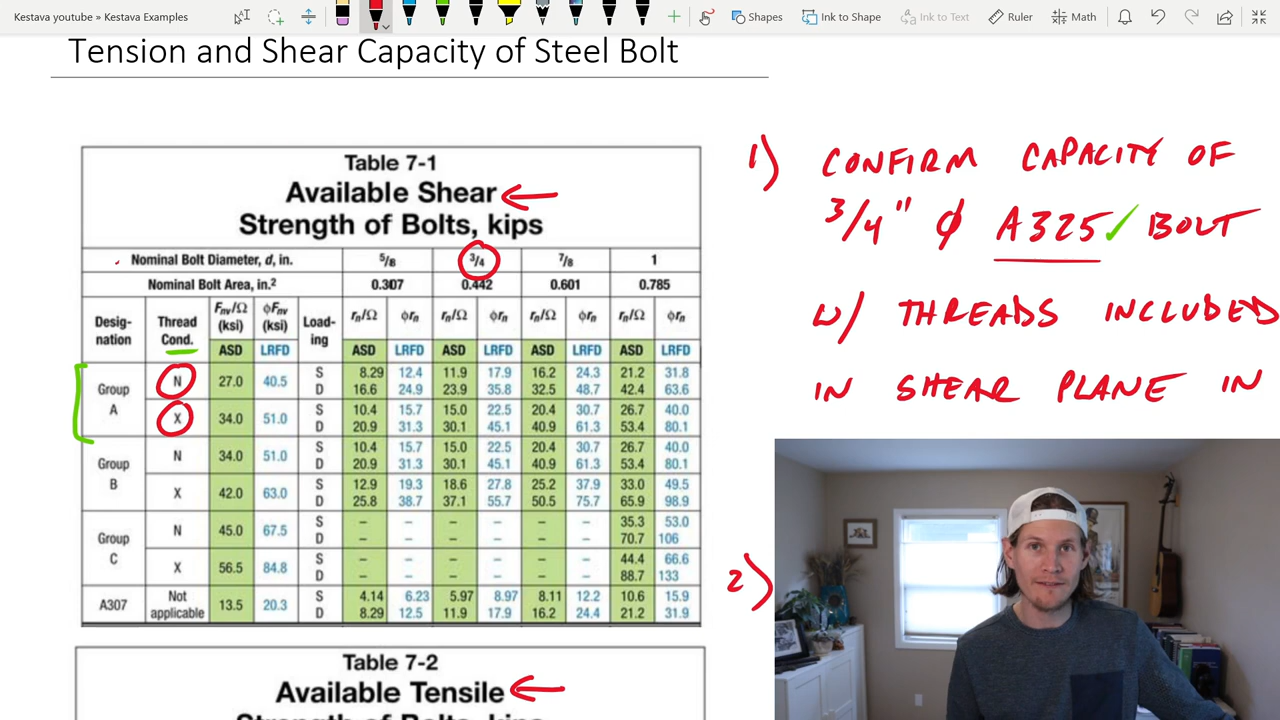 Kestava youtube » Kestava Examples
Shapes Ink to Shape Ink to Text Ruler Math
Tension and Shear Capacity of Steel Bolt
Table 7-1
Available Shear
Strength of Bolts, kips
Nominal Bolt Diameter, d, in. 5/8 3/4 7/8 1
Nominal Bolt Area, in.² 0.307 0.442 0.601 0.785
Desig-
nation
Thread
Cond.
Fnv/Ω
(ksi)
ϕFnv
(ksi)
Load-
ing
rn/Ω ϕrn rn/Ω ϕrn rn/Ω ϕrn rn/Ω ϕrn
ASD LRFD ASD LRFD ASD LRFD ASD LRFD ASD LRFD
Group
A
N 27.0 40.5
S 8.29 12.4 11.9 17.9 16.2 24.3 21.2 31.8
D 16.6 24.9 23.9 35.8 32.5 48.7 42.4 63.6
X 34.0 51.0
S 10.4 15.7 15.0 22.5 20.4 30.7 26.7 40.0
D 20.9 31.3 30.1 45.1 40.9 61.3 53.4 80.1
Group
B
N 34.0 51.0
S 10.4 15.7 15.0 22.5 20.4 30.7 26.7 40.0
D 20.9 31.3 30.1 45.1 40.9 61.3 53.4 80.1
X 42.0 63.0
S 12.9 19.3 18.6 27.8 25.2 37.9 33.0 49.5
D 25.8 38.7 37.1 55.7 50.5 75.7 65.9 98.9
Group
C
N 45.0 67.5
S – – – – – – 35.3 53.0
D – – – – – – 70.7 106
X 56.5 84.8
S – – – – – – 44.4 66.6
D – – – – – – 88.7 133
A307
Not
applicable
13.5 20.3
S 4.14 6.23 5.97 8.97 8.11 12.2 10.6 15.9
D 8.29 12.5 11.9 17.9 16.2 24.4 21.2 31.9
Table 7-2
Available Tensile
Strength of Bolts, kips
1) CONFIRM CAPACITY OF
3/4" ϕ A325✓ BOLT
W/ THREADS INCLUDED
IN SHEAR PLANE IN
2)